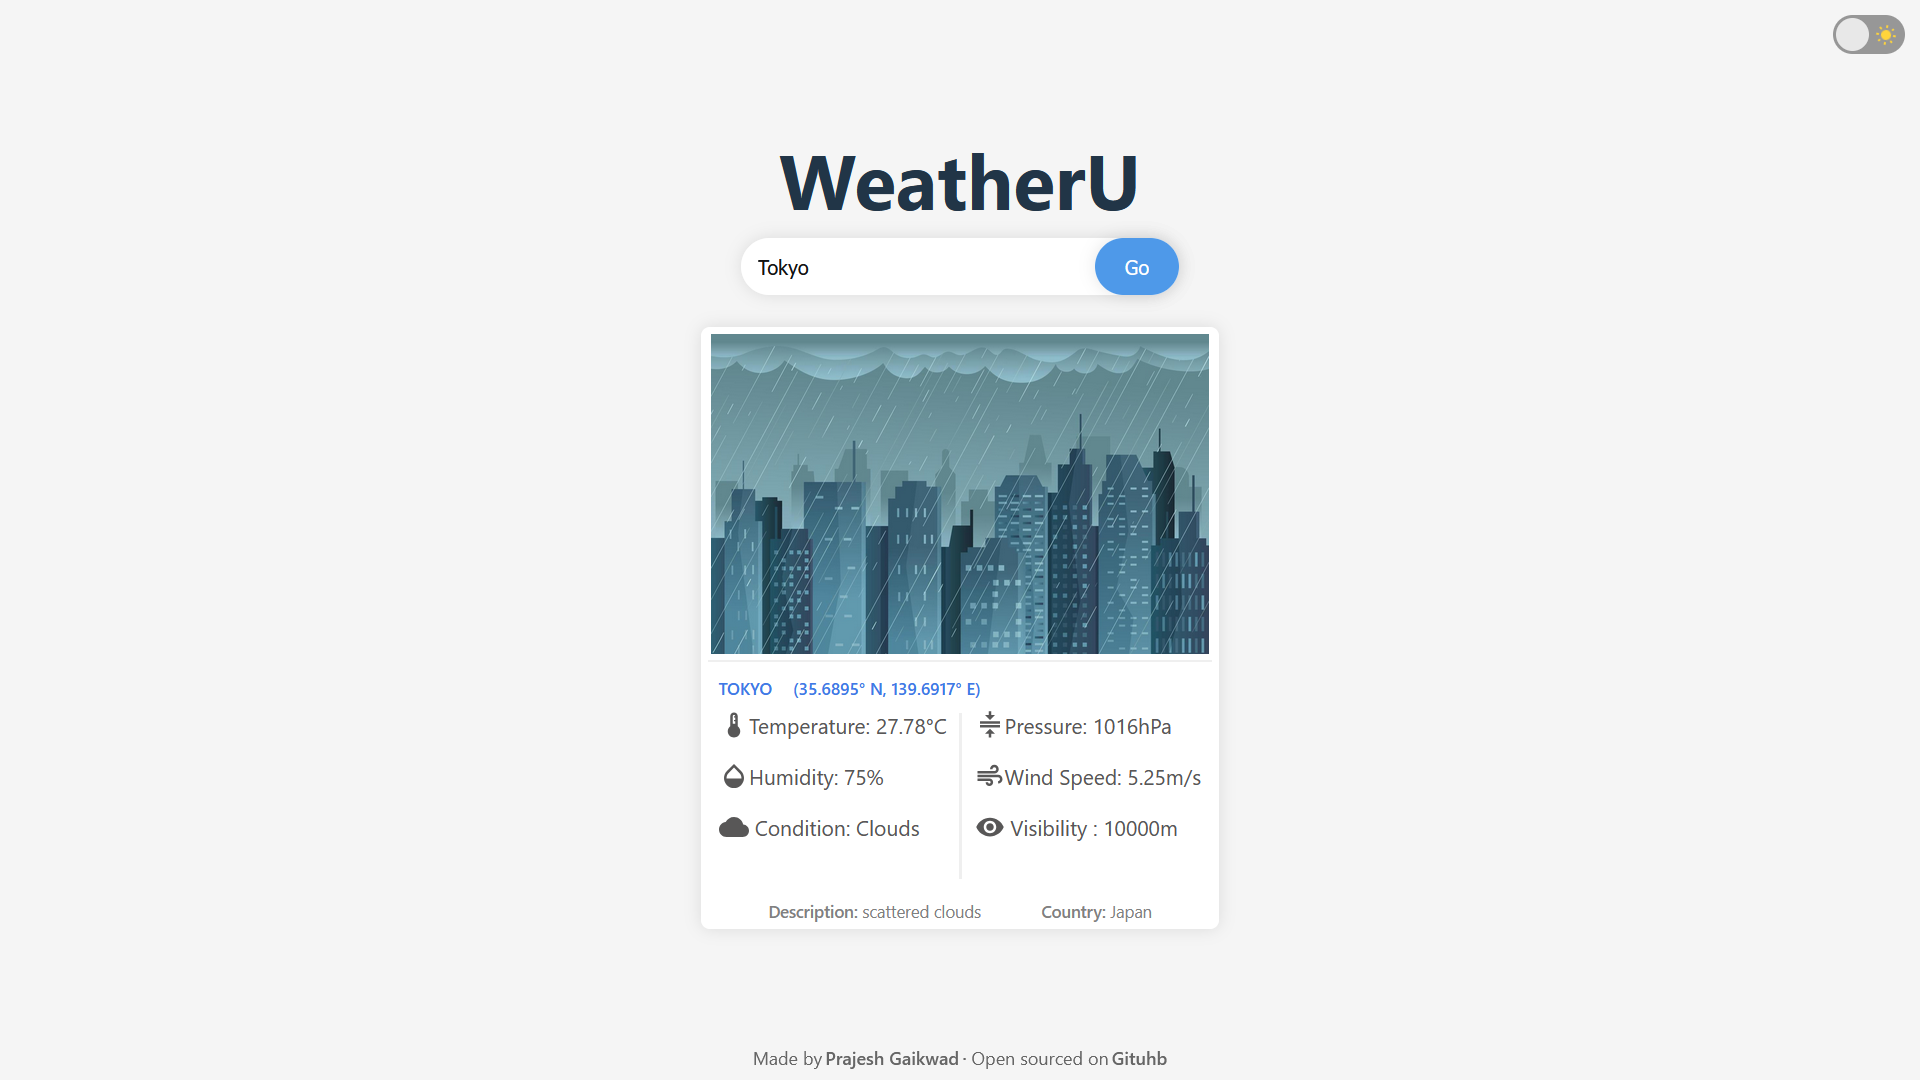 WeatherU
Tokyo
Go
TOKYO (35.6895° N, 139.6917° E)
Temperature: 27.78°C
Pressure: 1016hPa
Humidity: 75%
Wind Speed: 5.25m/s
Condition: Clouds
Visibility : 10000m
Description: scattered clouds
Country: Japan
Made by Prajesh Gaikwad · Open sourced on Gituhb